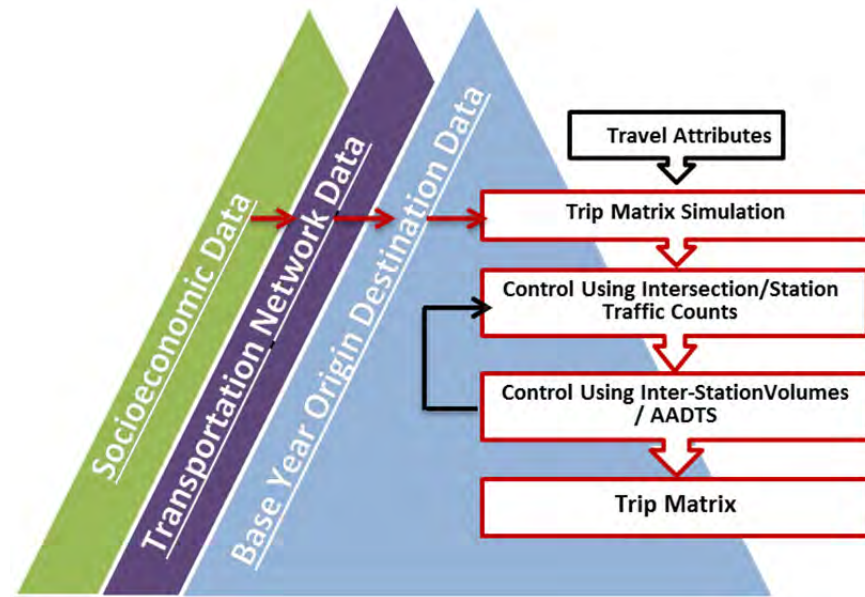 Socioeconomic Data
Transportation Network Data
Base Year Origin Destination Data
Travel Attributes
Trip Matrix Simulation
Control Using Intersection/Station
Traffic Counts
Control Using Inter-StationVolumes
/ AADTS
Trip Matrix